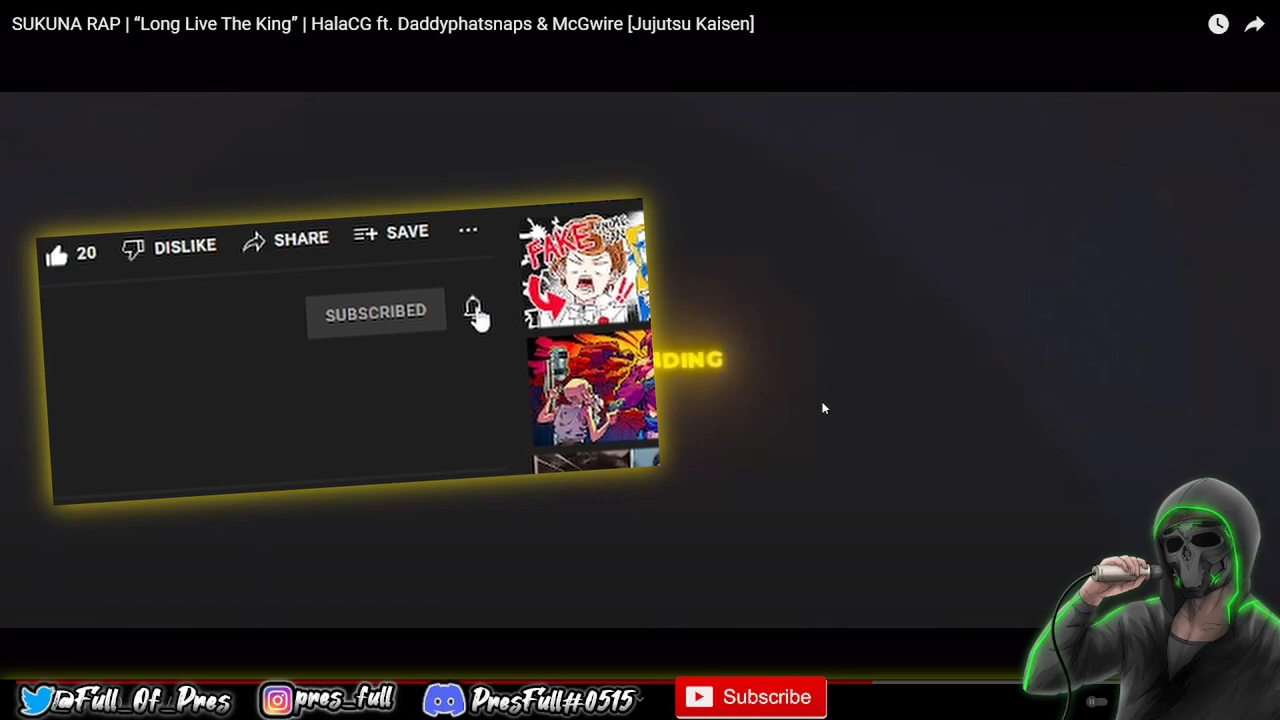 SUKUNA RAP | “Long Live The King” | HalaCG ft. Daddyphatsnaps & McGwire [Jujutsu Kaisen]
20 DISLIKE SHARE SAVE ...
FAKE
!!
SUBSCRIBED
DING
@Full_Of_Pres pres_full PresFull#0515 Subscribe